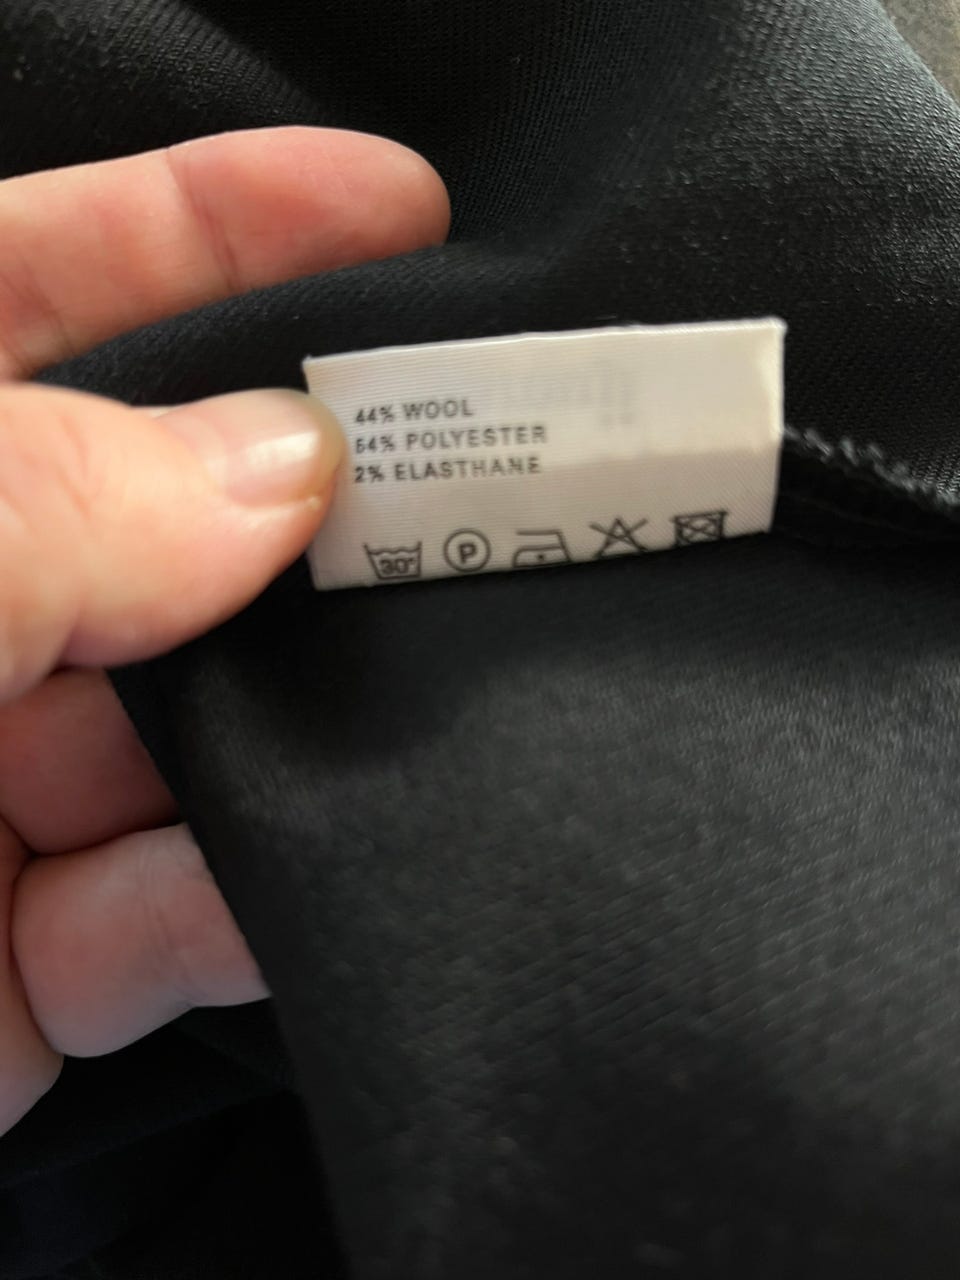 44% WOOL
54% POLYESTER
2% ELASTHANE
30° P